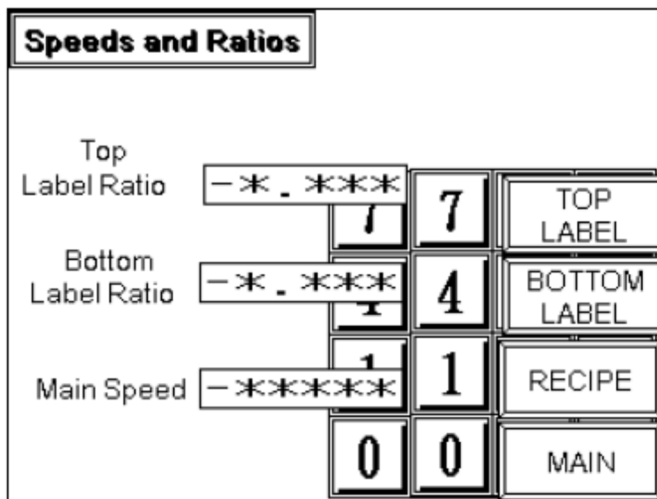 Speeds and Ratios
Top
Label Ratio
-*.***
7
7
TOP
LABEL
Bottom
Label Ratio
-*.***
4
4
BOTTOM
LABEL
Main Speed
-*****
1
1
RECIPE
0
0
MAIN